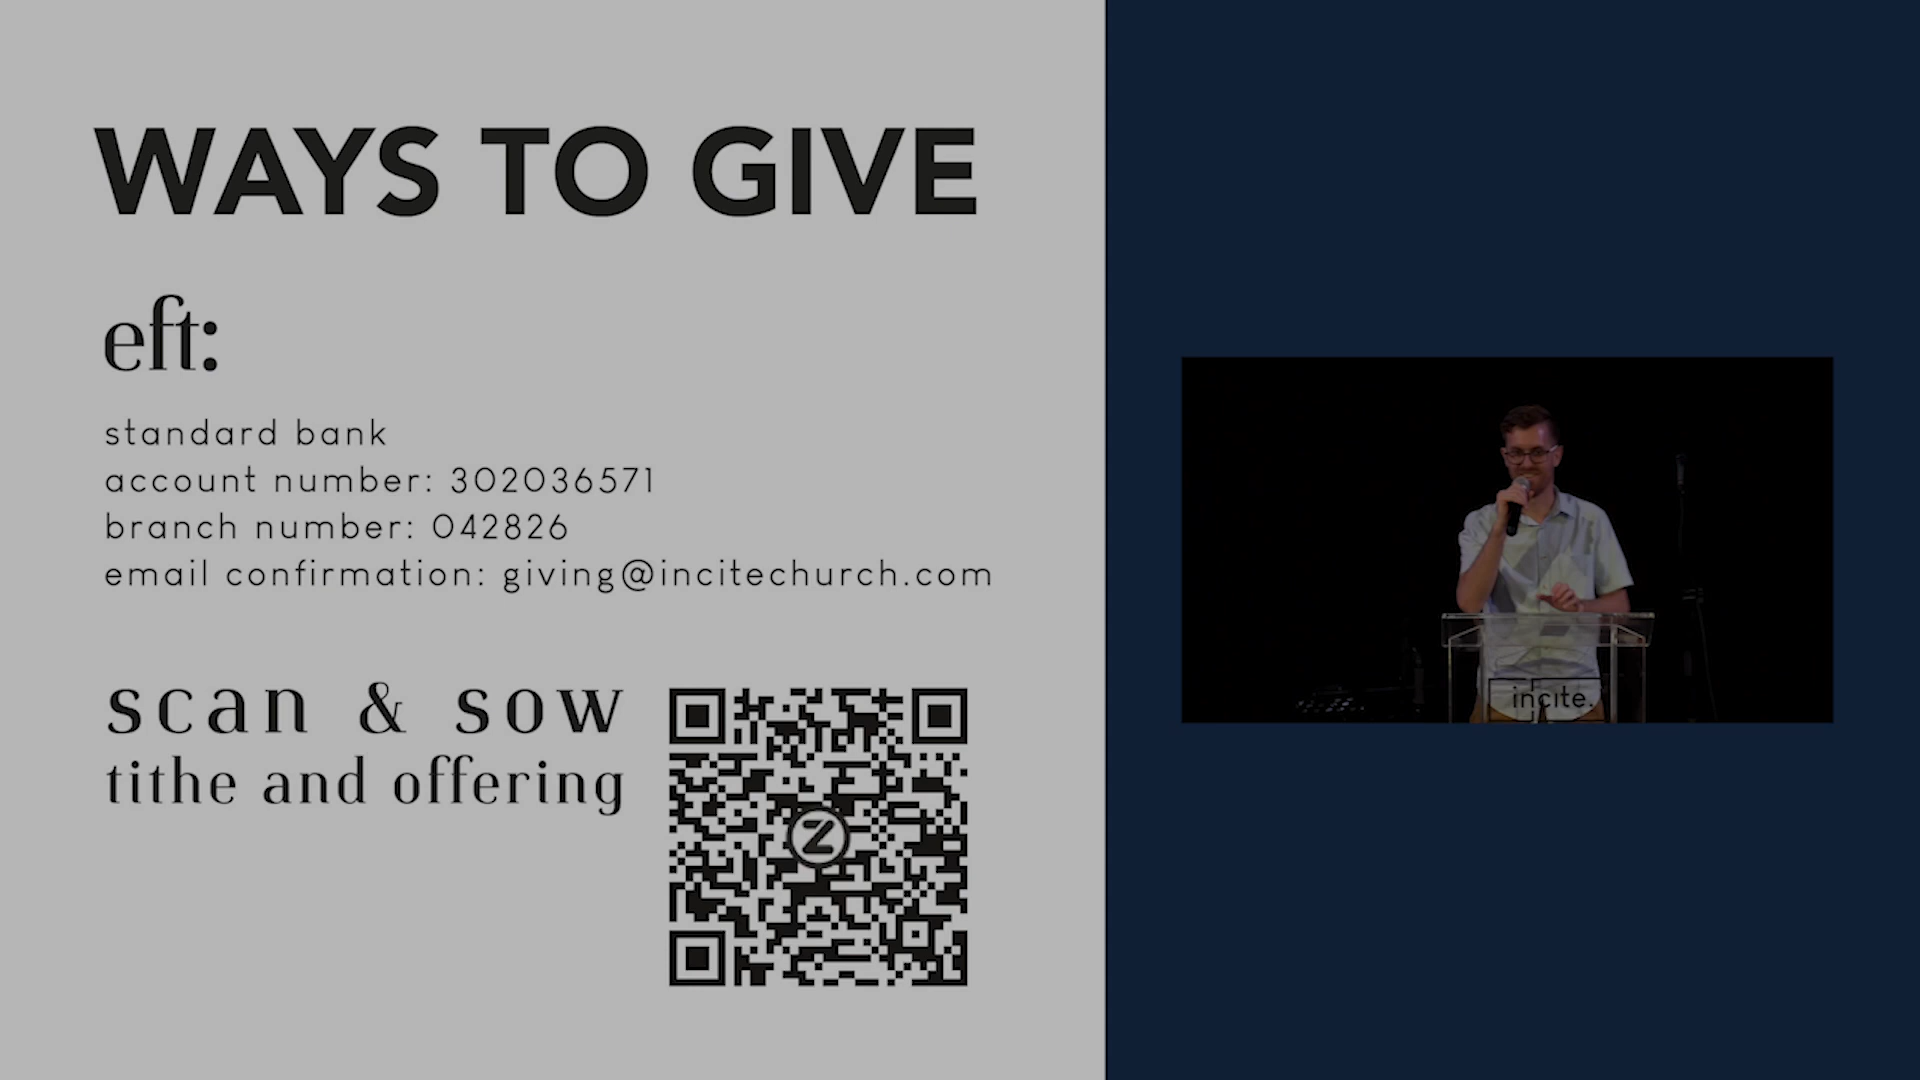 WAYS TO GIVE
eft:
standard bank
account number: 302036571
branch number: 042826
email confirmation: giving@incitechurch.com
scan & sow
tithe and offering
Z
incite.